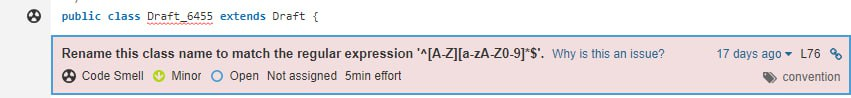 public class Draft_6455 extends Draft {
Rename this class name to match the regular expression '^[A-Z][a-zA-Z0-9]*$'. Why is this an issue? 17 days ago L76
Code Smell Minor Open Not assigned 5min effort convention